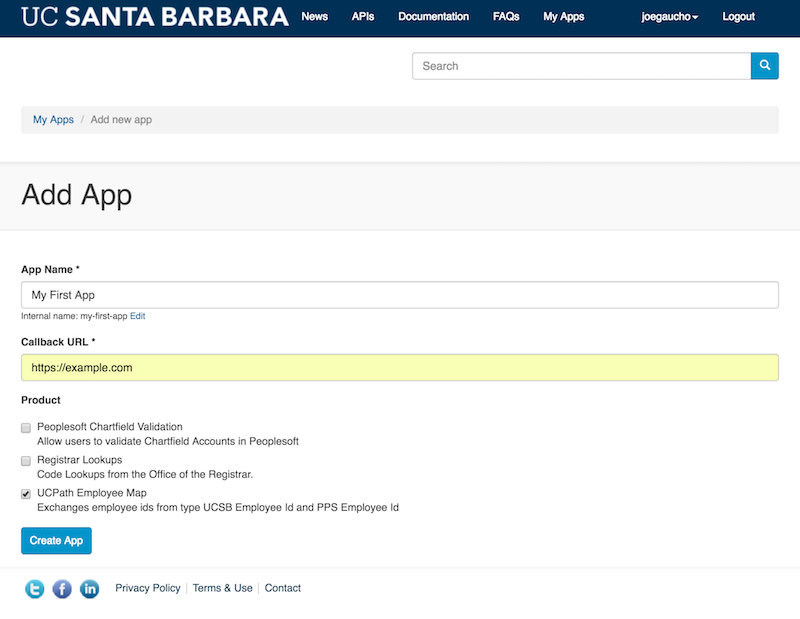 UC SANTA BARBARA News APIs Documentation FAQs My Apps joegaucho Logout
Search
My Apps / Add new app
Add App
App Name *
My First App
Internal name: my-first-app Edit
Callback URL *
https://example.com
Product
Peoplesoft Chartfield Validation
Allow users to validate Chartfield Accounts in Peoplesoft
Registrar Lookups
Code Lookups from the Office of the Registrar.
UCPath Employee Map
Exchanges employee ids from type UCSB Employee Id and PPS Employee Id
Create App
t f in Privacy Policy Terms & Use Contact